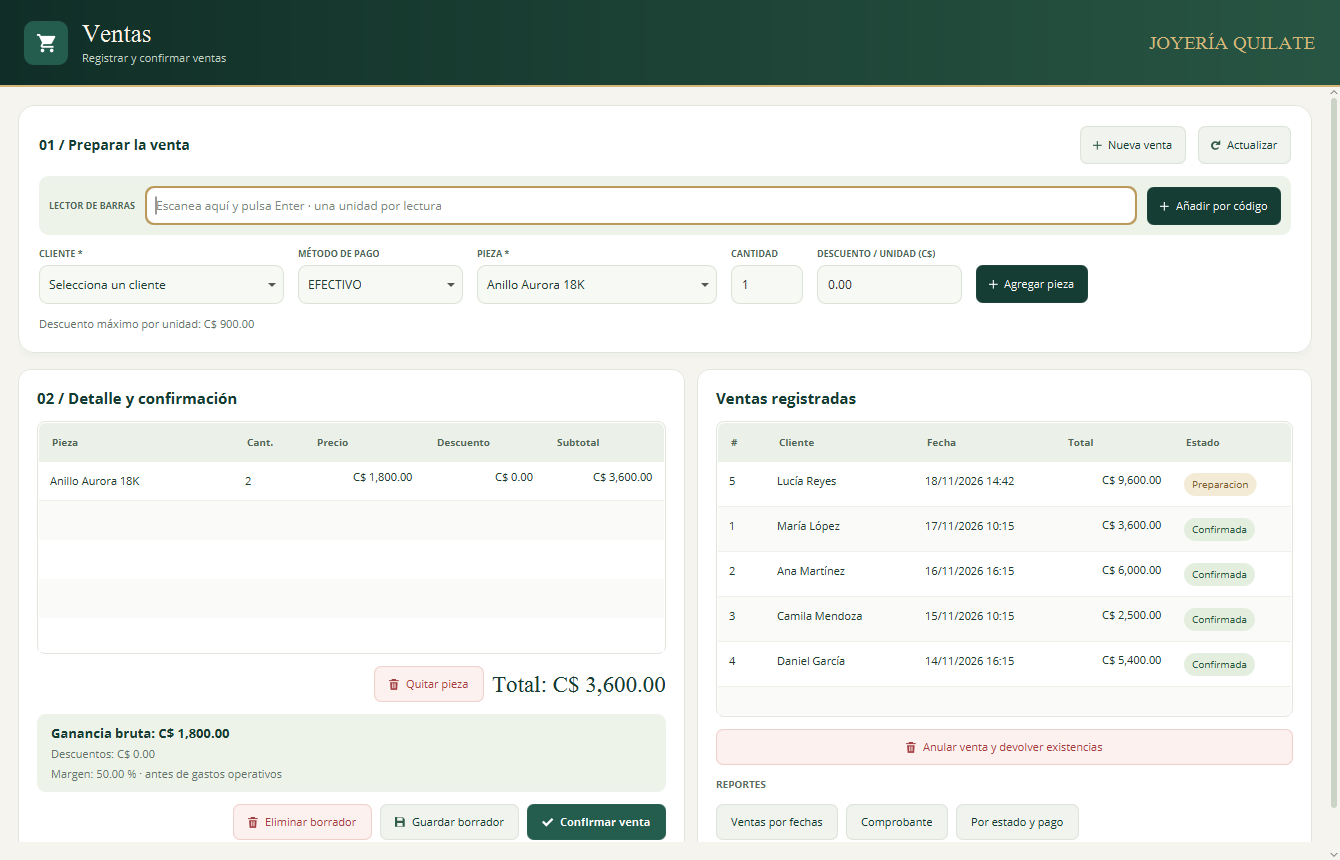 Ventas
Registrar y confirmar ventas
JOYERÍA QUILATE
01 / Preparar la venta
+ Nueva venta
Actualizar
LECTOR DE BARRAS
Escanea aquí y pulsa Enter · una unidad por lectura
+ Añadir por código
CLIENTE * MÉTODO DE PAGO PIEZA * CANTIDAD DESCUENTO / UNIDAD (C$)
Selecciona un cliente EFECTIVO Anillo Aurora 18K 1 0.00 + Agregar pieza
Descuento máximo por unidad: C$ 900.00
02 / Detalle y confirmación
Pieza Cant. Precio Descuento Subtotal
Anillo Aurora 18K 2 C$ 1,800.00 C$ 0.00 C$ 3,600.00
Quitar pieza
Total: C$ 3,600.00
Ganancia bruta: C$ 1,800.00
Descuentos: C$ 0.00
Margen: 50.00 % · antes de gastos operativos
Eliminar borrador
Guardar borrador
Confirmar venta
Ventas registradas
# Cliente Fecha Total Estado
5 Lucía Reyes 18/11/2026 14:42 C$ 9,600.00 Preparacion
1 María López 17/11/2026 10:15 C$ 3,600.00 Confirmada
2 Ana Martínez 16/11/2026 16:15 C$ 6,000.00 Confirmada
3 Camila Mendoza 15/11/2026 10:15 C$ 2,500.00 Confirmada
4 Daniel García 14/11/2026 16:15 C$ 5,400.00 Confirmada
Anular venta y devolver existencias
REPORTES
Ventas por fechas
Comprobante
Por estado y pago